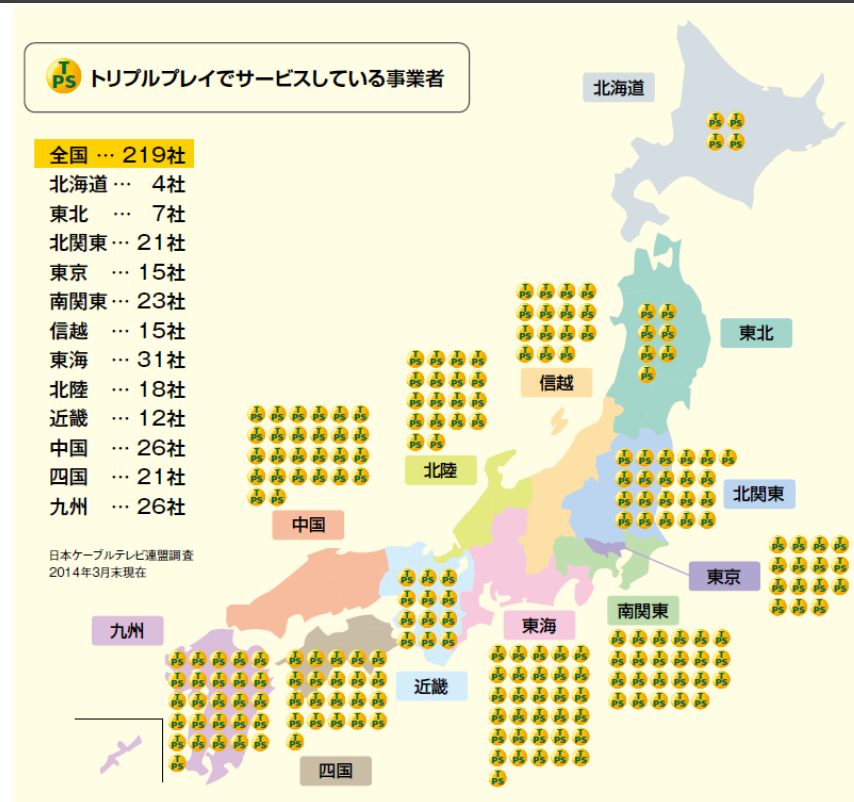 TPS トリプルプレイでサービスしている事業者
全国 … 219社
北海道 … 4社
東北 … 7社
北関東 … 21社
東京 … 15社
南関東 … 23社
信越 … 15社
東海 … 31社
北陸 … 18社
近畿 … 12社
中国 … 26社
四国 … 21社
九州 … 26社
日本ケーブルテレビ連盟調査
2014年3月末現在
北海道
東北
信越
北陸
北関東
中国
東京
南関東
東海
九州
近畿
四国